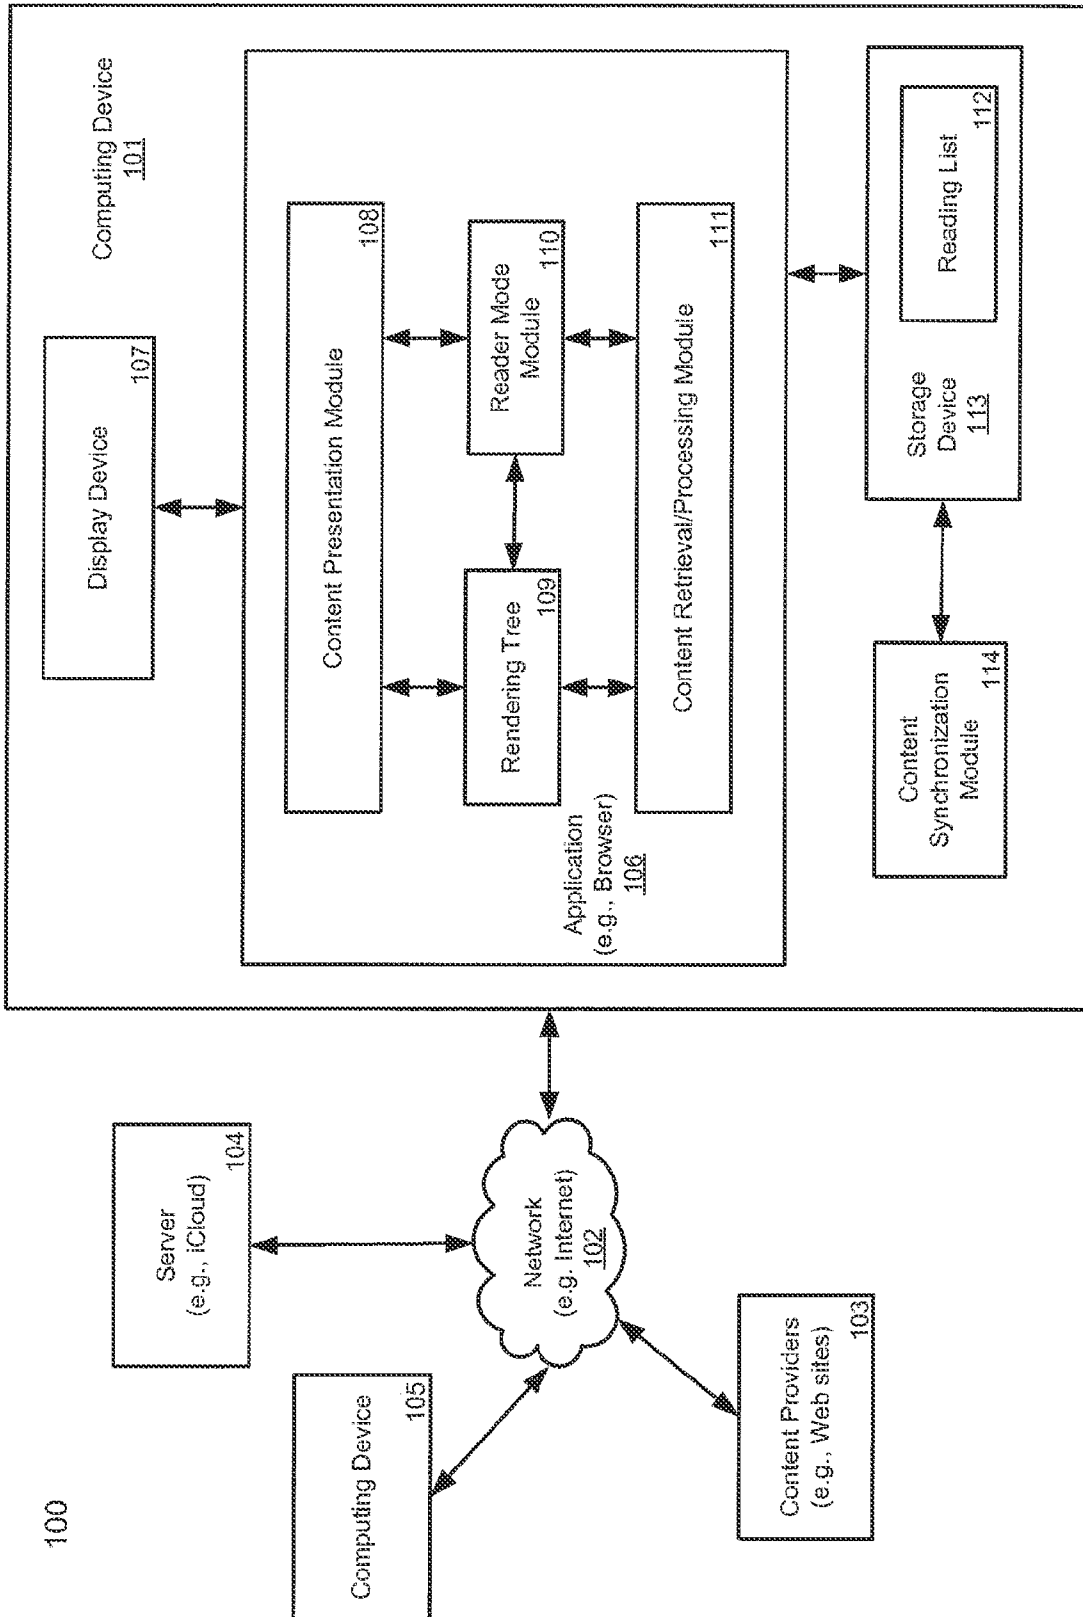 100
Computing Device
105
Server
(e.g., iCloud)
104
Network
(e.g. Internet)
102
Content Providers
(e.g., Web sites)
103
Computing Device
101
Display Device
107
Content Presentation Module
108
Rendering Tree
109
Reader Mode
Module
110
Application
(e.g., Browser)
106
Content Retrieval/Processing Module
111
Content
Synchronization
Module
114
Storage
Device
113
Reading List
112